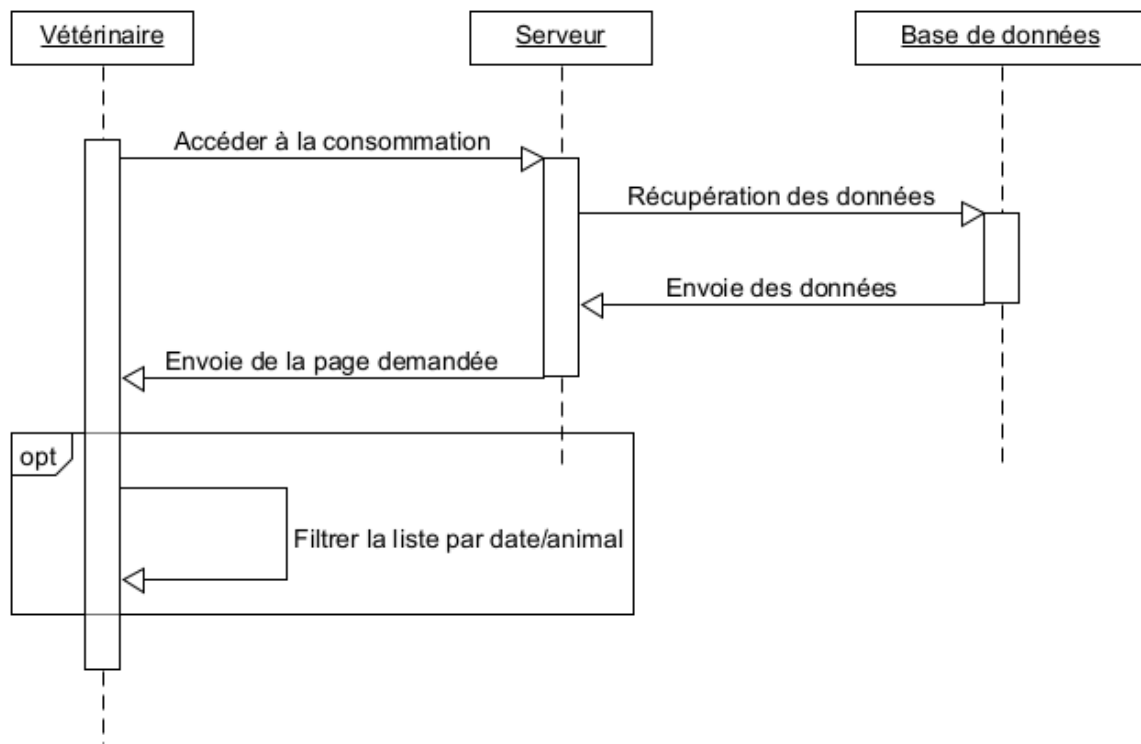 Vétérinaire
Serveur
Base de données
Accéder à la consommation
Récupération des données
Envoie des données
Envoie de la page demandée
opt
Filtrer la liste par date/animal